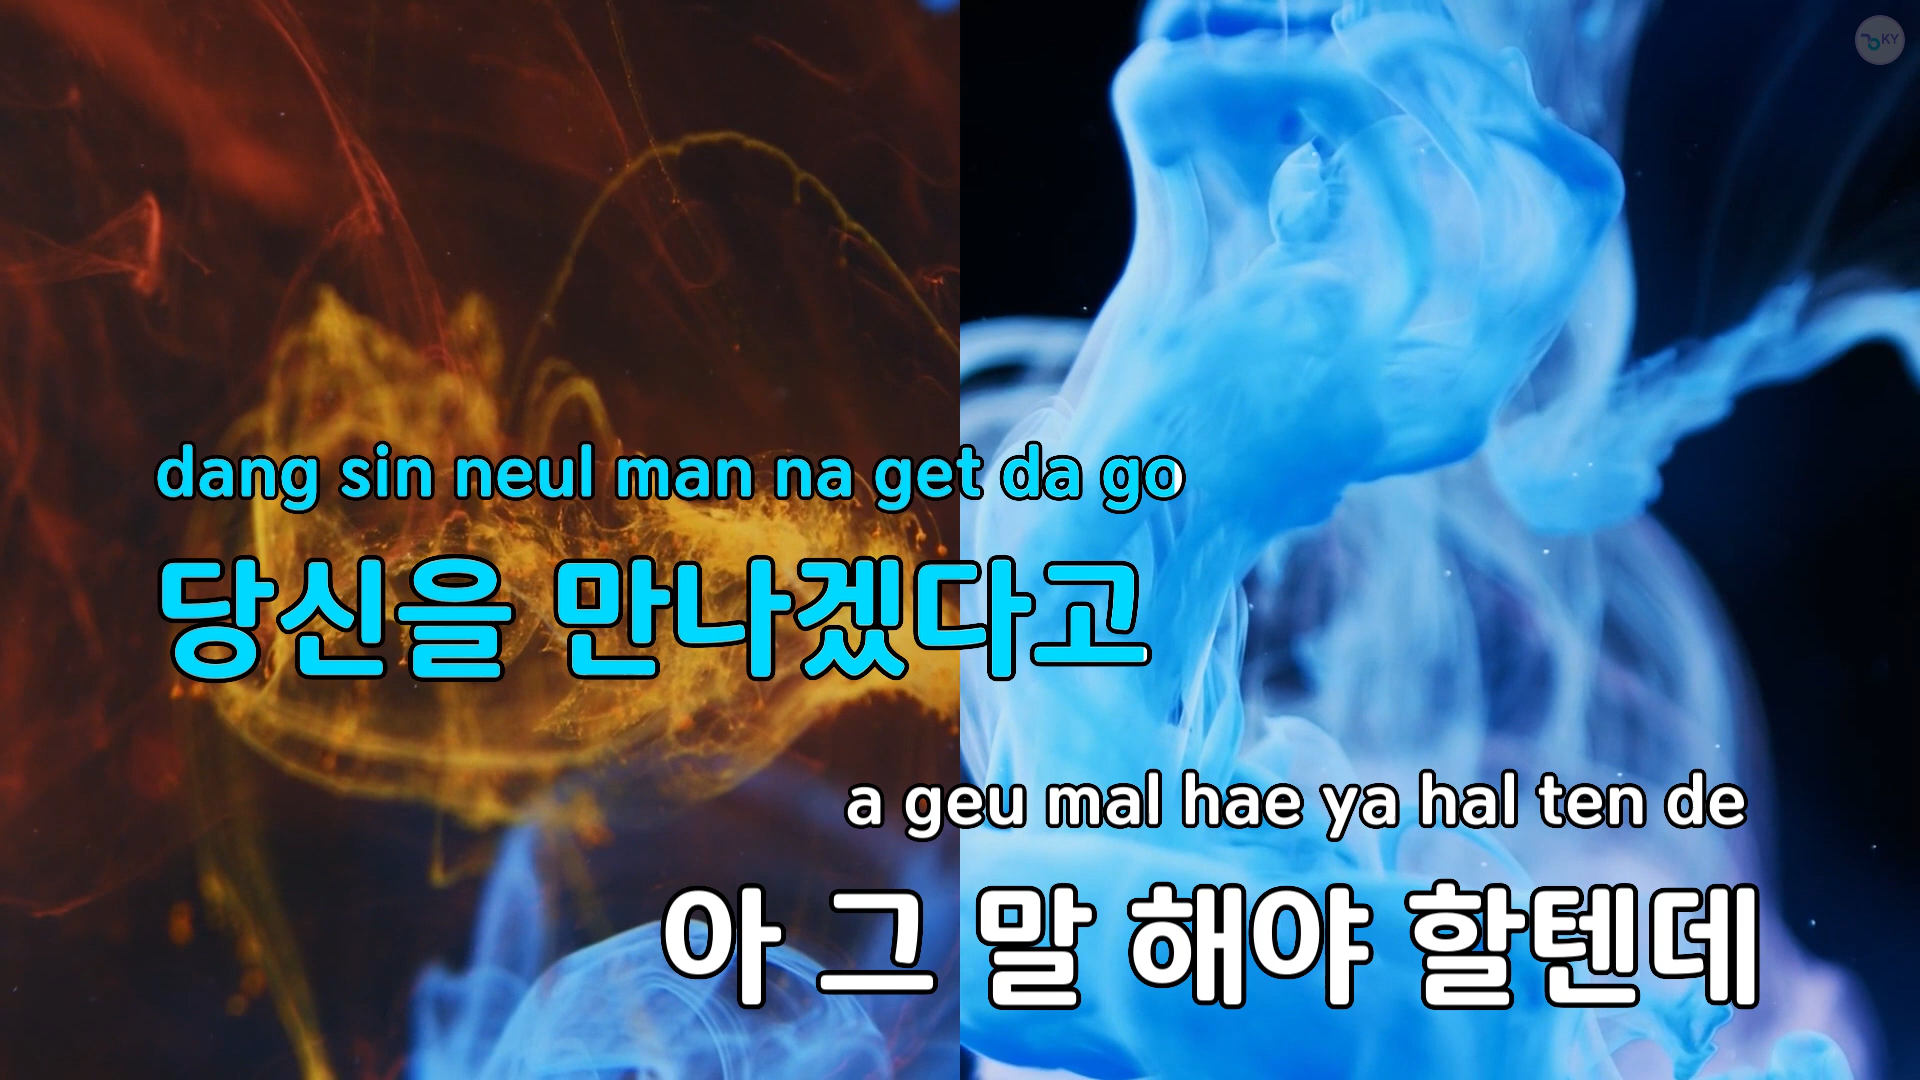 KY
dang sin neul man na get da go
당신을 만나겠다고
a geu mal hae ya hal ten de
아 그 말 해야 할텐데